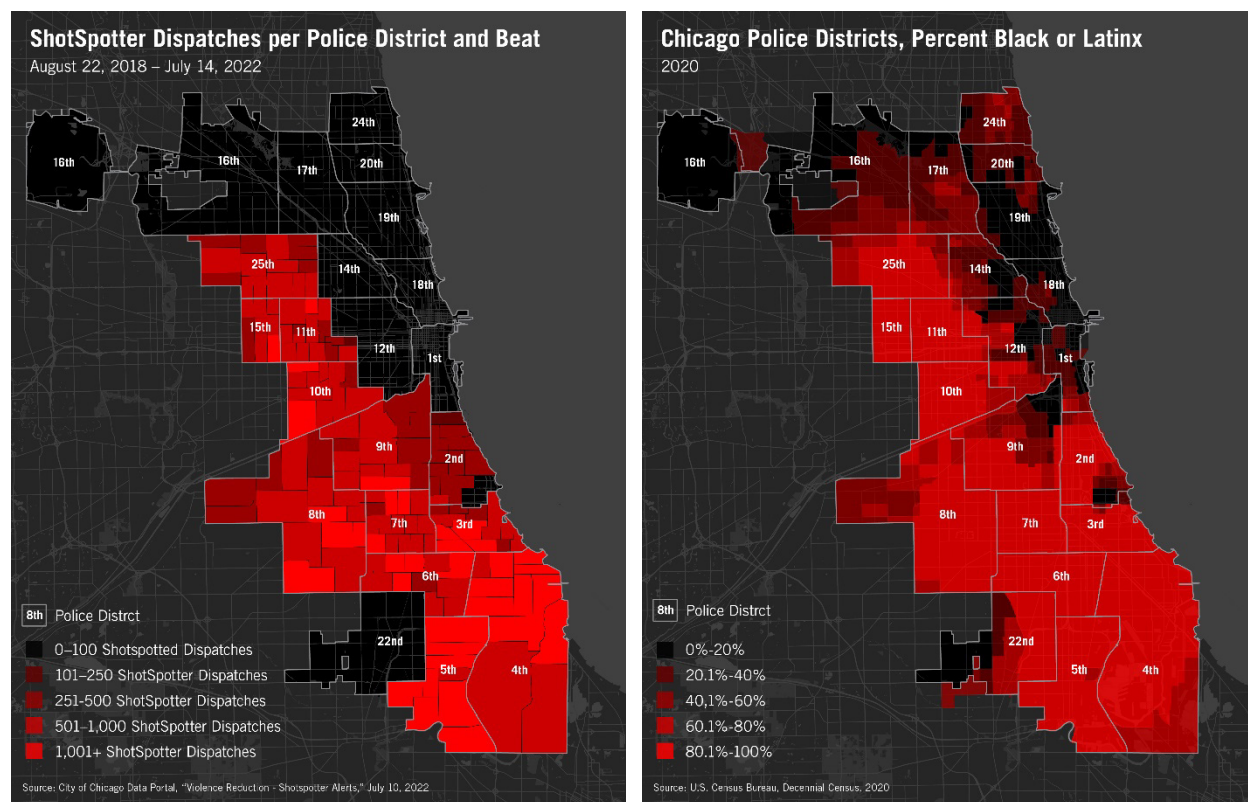 ShotSpotter Dispatches per Police District and Beat
August 22, 2018 – July 14, 2022
24th
16th
16th
17th
20th
19th
25th
14th
18th
15th
11th
12th
1st
10th
9th
2nd
8th
7th
3rd
6th
22nd
5th
4th
8th Police Distrct
0–100 Shotspotted Dispatches
101–250 ShotSpotter Dispatches
251-500 ShotSpotter Dispatches
501–1,000 ShotSpotter Dispatches
1,001+ ShotSpotter Dispatches
Source: City of Chicago Data Portal, “Violence Reduction - Shotspotter Alerts,” July 10, 2022
Chicago Police Districts, Percent Black or Latinx
2020
24th
16th
16th
17th
20th
19th
25th
14th
18th
15th
11th
12th
1st
10th
9th
2nd
8th
7th
3rd
6th
22nd
5th
4th
8th Police Distrct
0%-20%
20.1%-40%
40,1%-60%
60.1%-80%
80.1%-100%
Source: U.S. Census Bureau, Decennial Census, 2020